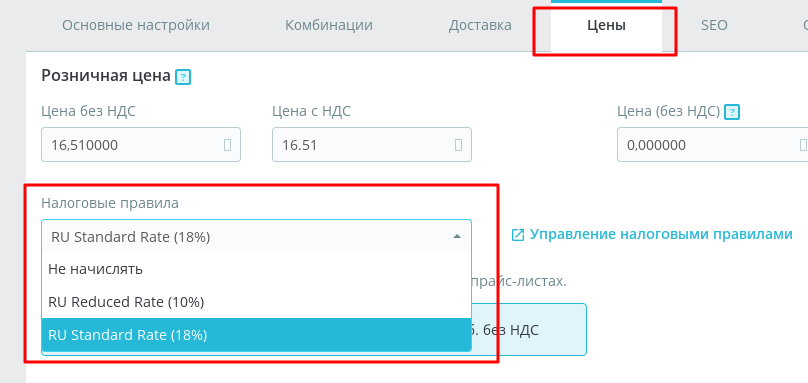 Основные настройки Комбинации Доставка Цены SEO
Розничная цена ?
Цена без НДС Цена с НДС Цена (без НДС) ?
16,510000 16.51 0,000000
Налоговые правила
RU Standard Rate (18%) Управление налоговыми правилами
Не начислять
прайс-листах.
RU Reduced Rate (10%)
RU Standard Rate (18%) б. без НДС